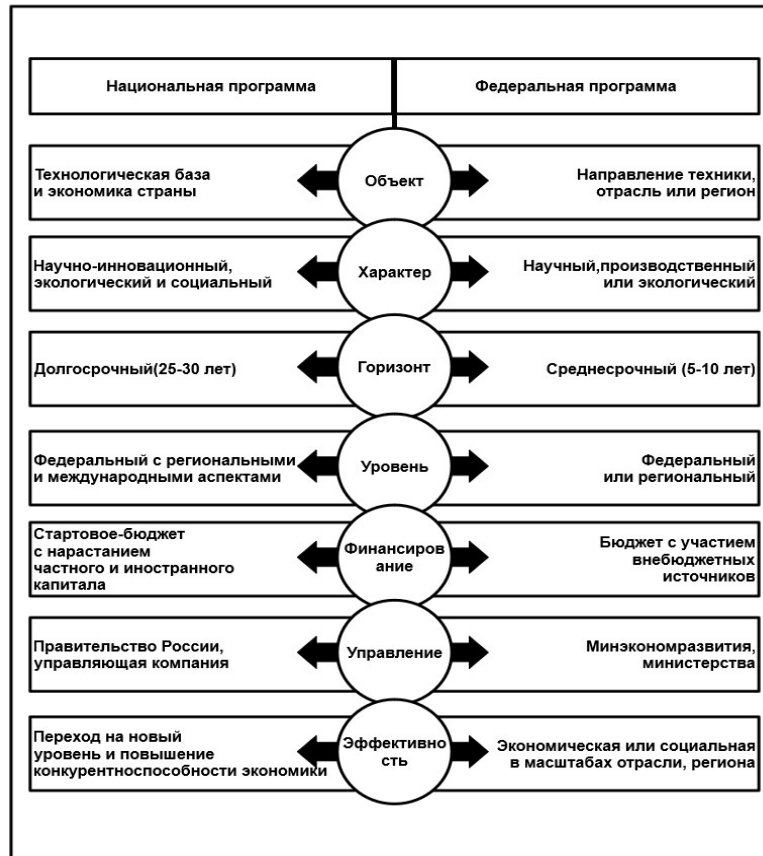 Национальная программа
Федеральная программа
Технологическая база
и экономика страны
Объект
Направление техники,
отрасль или регион
Научно-инновационный,
экологический и социальный
Характер
Научный,производственный
или экологический
Долгосрочный(25-30 лет)
Горизонт
Среднесрочный (5-10 лет)
Федеральный с региональными
и международными аспектами
Уровень
Федеральный
или региональный
Стартовое-бюджет
с нарастанием
частного и иностранного
капитала
Финансиров
ание
Бюджет с участием
внебюджетных
источников
Правительство России,
управляющая компания
Управление
Минэкономразвития,
министерства
Переход на новый
уровень и повышение
конкурентноспособности экономики
Эффективно
сть
Экономическая или социальная
в масштабах отрасли, региона